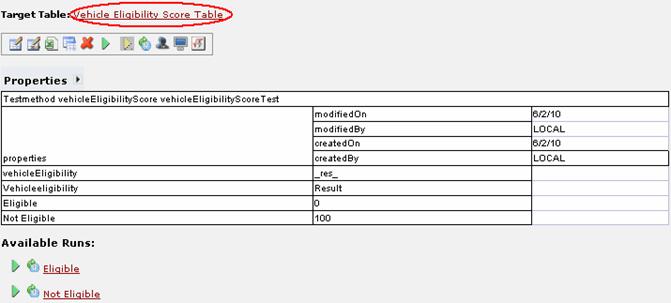 Target Table: Vehicle Eligibility Score Table
Properties
Testmethod vehicleEligibilityScore vehicleEligibilityScoreTest
properties
modifiedOn 6/2/10
modifiedBy LOCAL
createdOn 6/2/10
createdBy LOCAL
vehicleEligibility _res_
Vehicleeligibility Result
Eligible 0
Not Eligible 100
Available Runs:
Eligible
Not Eligible